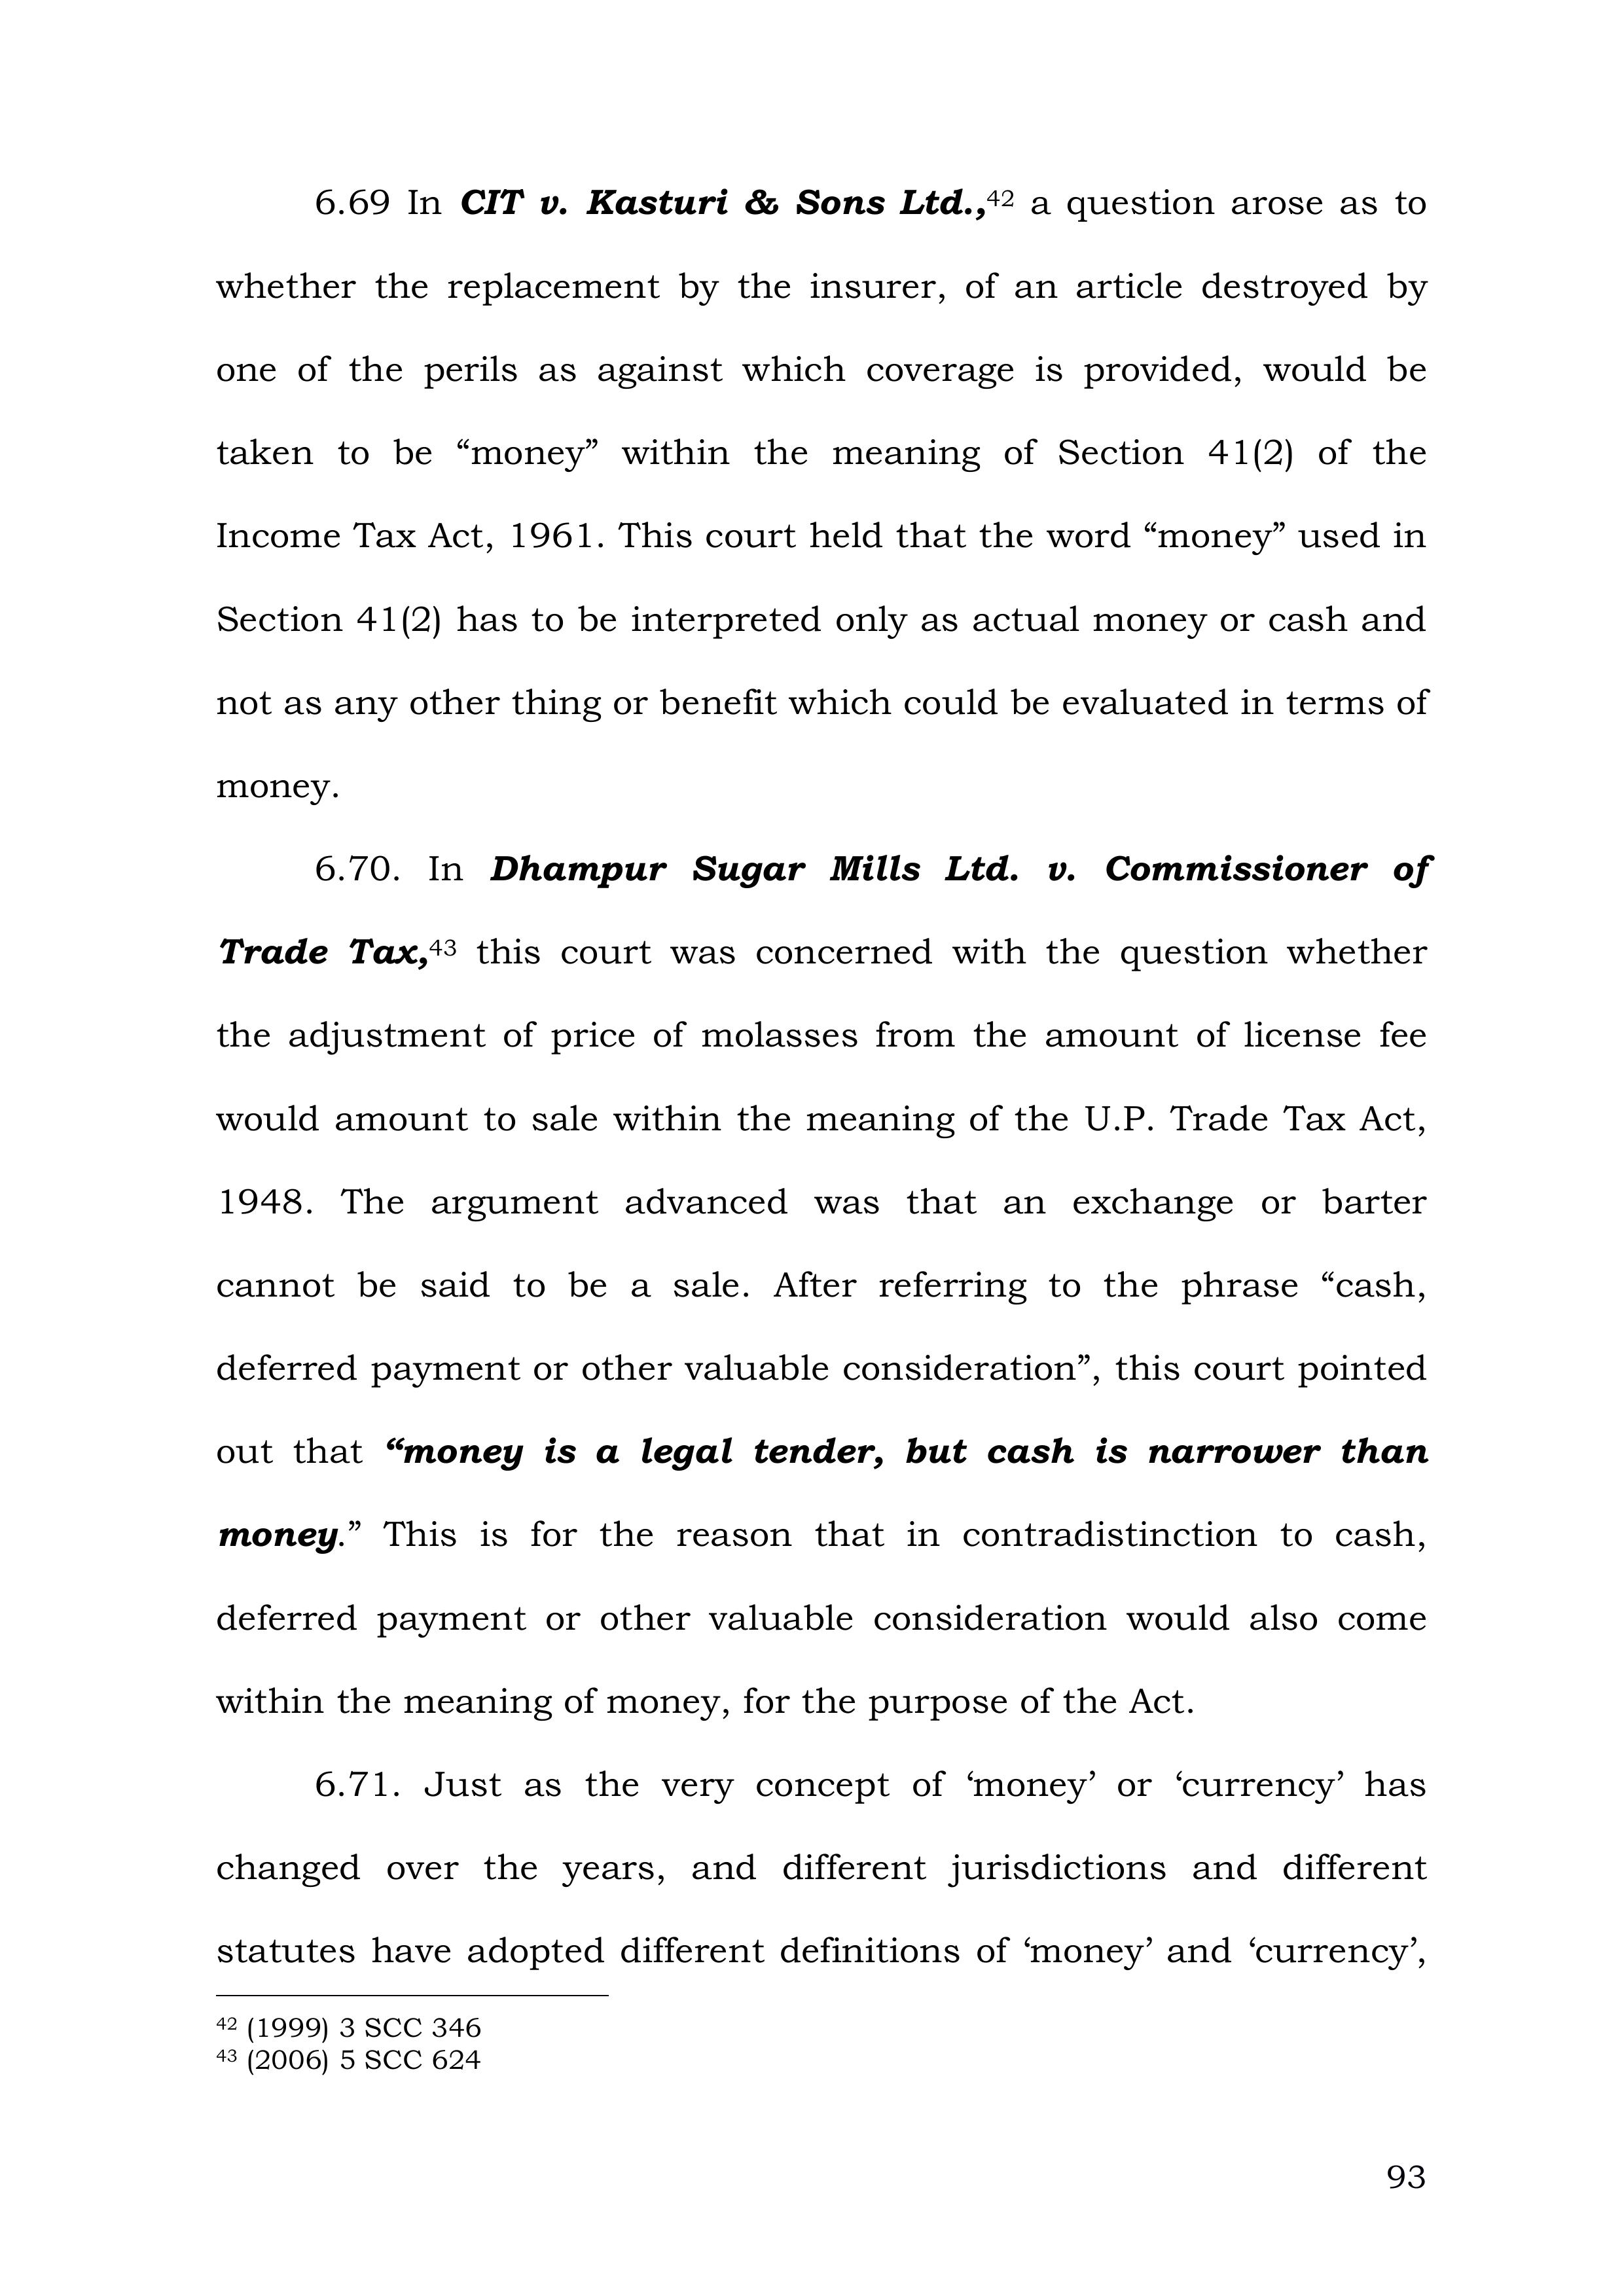 6.69 In CIT v. Kasturi & Sons Ltd.,42 a question arose as to
whether the replacement by the insurer, of an article destroyed by
one of the perils as against which coverage is provided, would be
taken to be “money” within the meaning of Section 41(2) of the
Income Tax Act, 1961. This court held that the word “money” used in
Section 41(2) has to be interpreted only as actual money or cash and
not as any other thing or benefit which could be evaluated in terms of
money.
6.70. In Dhampur Sugar Mills Ltd. v. Commissioner of
Trade Tax,43 this court was concerned with the question whether
the adjustment of price of molasses from the amount of license fee
would amount to sale within the meaning of the U.P. Trade Tax Act,
1948. The argument advanced was that an exchange or barter
cannot be said to be a sale. After referring to the phrase “cash,
deferred payment or other valuable consideration”, this court pointed
out that “money is a legal tender, but cash is narrower than
money.” This is for the reason that in contradistinction to cash,
deferred payment or other valuable consideration would also come
within the meaning of money, for the purpose of the Act.
6.71. Just as the very concept of ‘money’ or ‘currency’ has
changed over the years, and different jurisdictions and different
statutes have adopted different definitions of ‘money’ and ‘currency’,
42 (1999) 3 SCC 346
43 (2006) 5 SCC 624
93